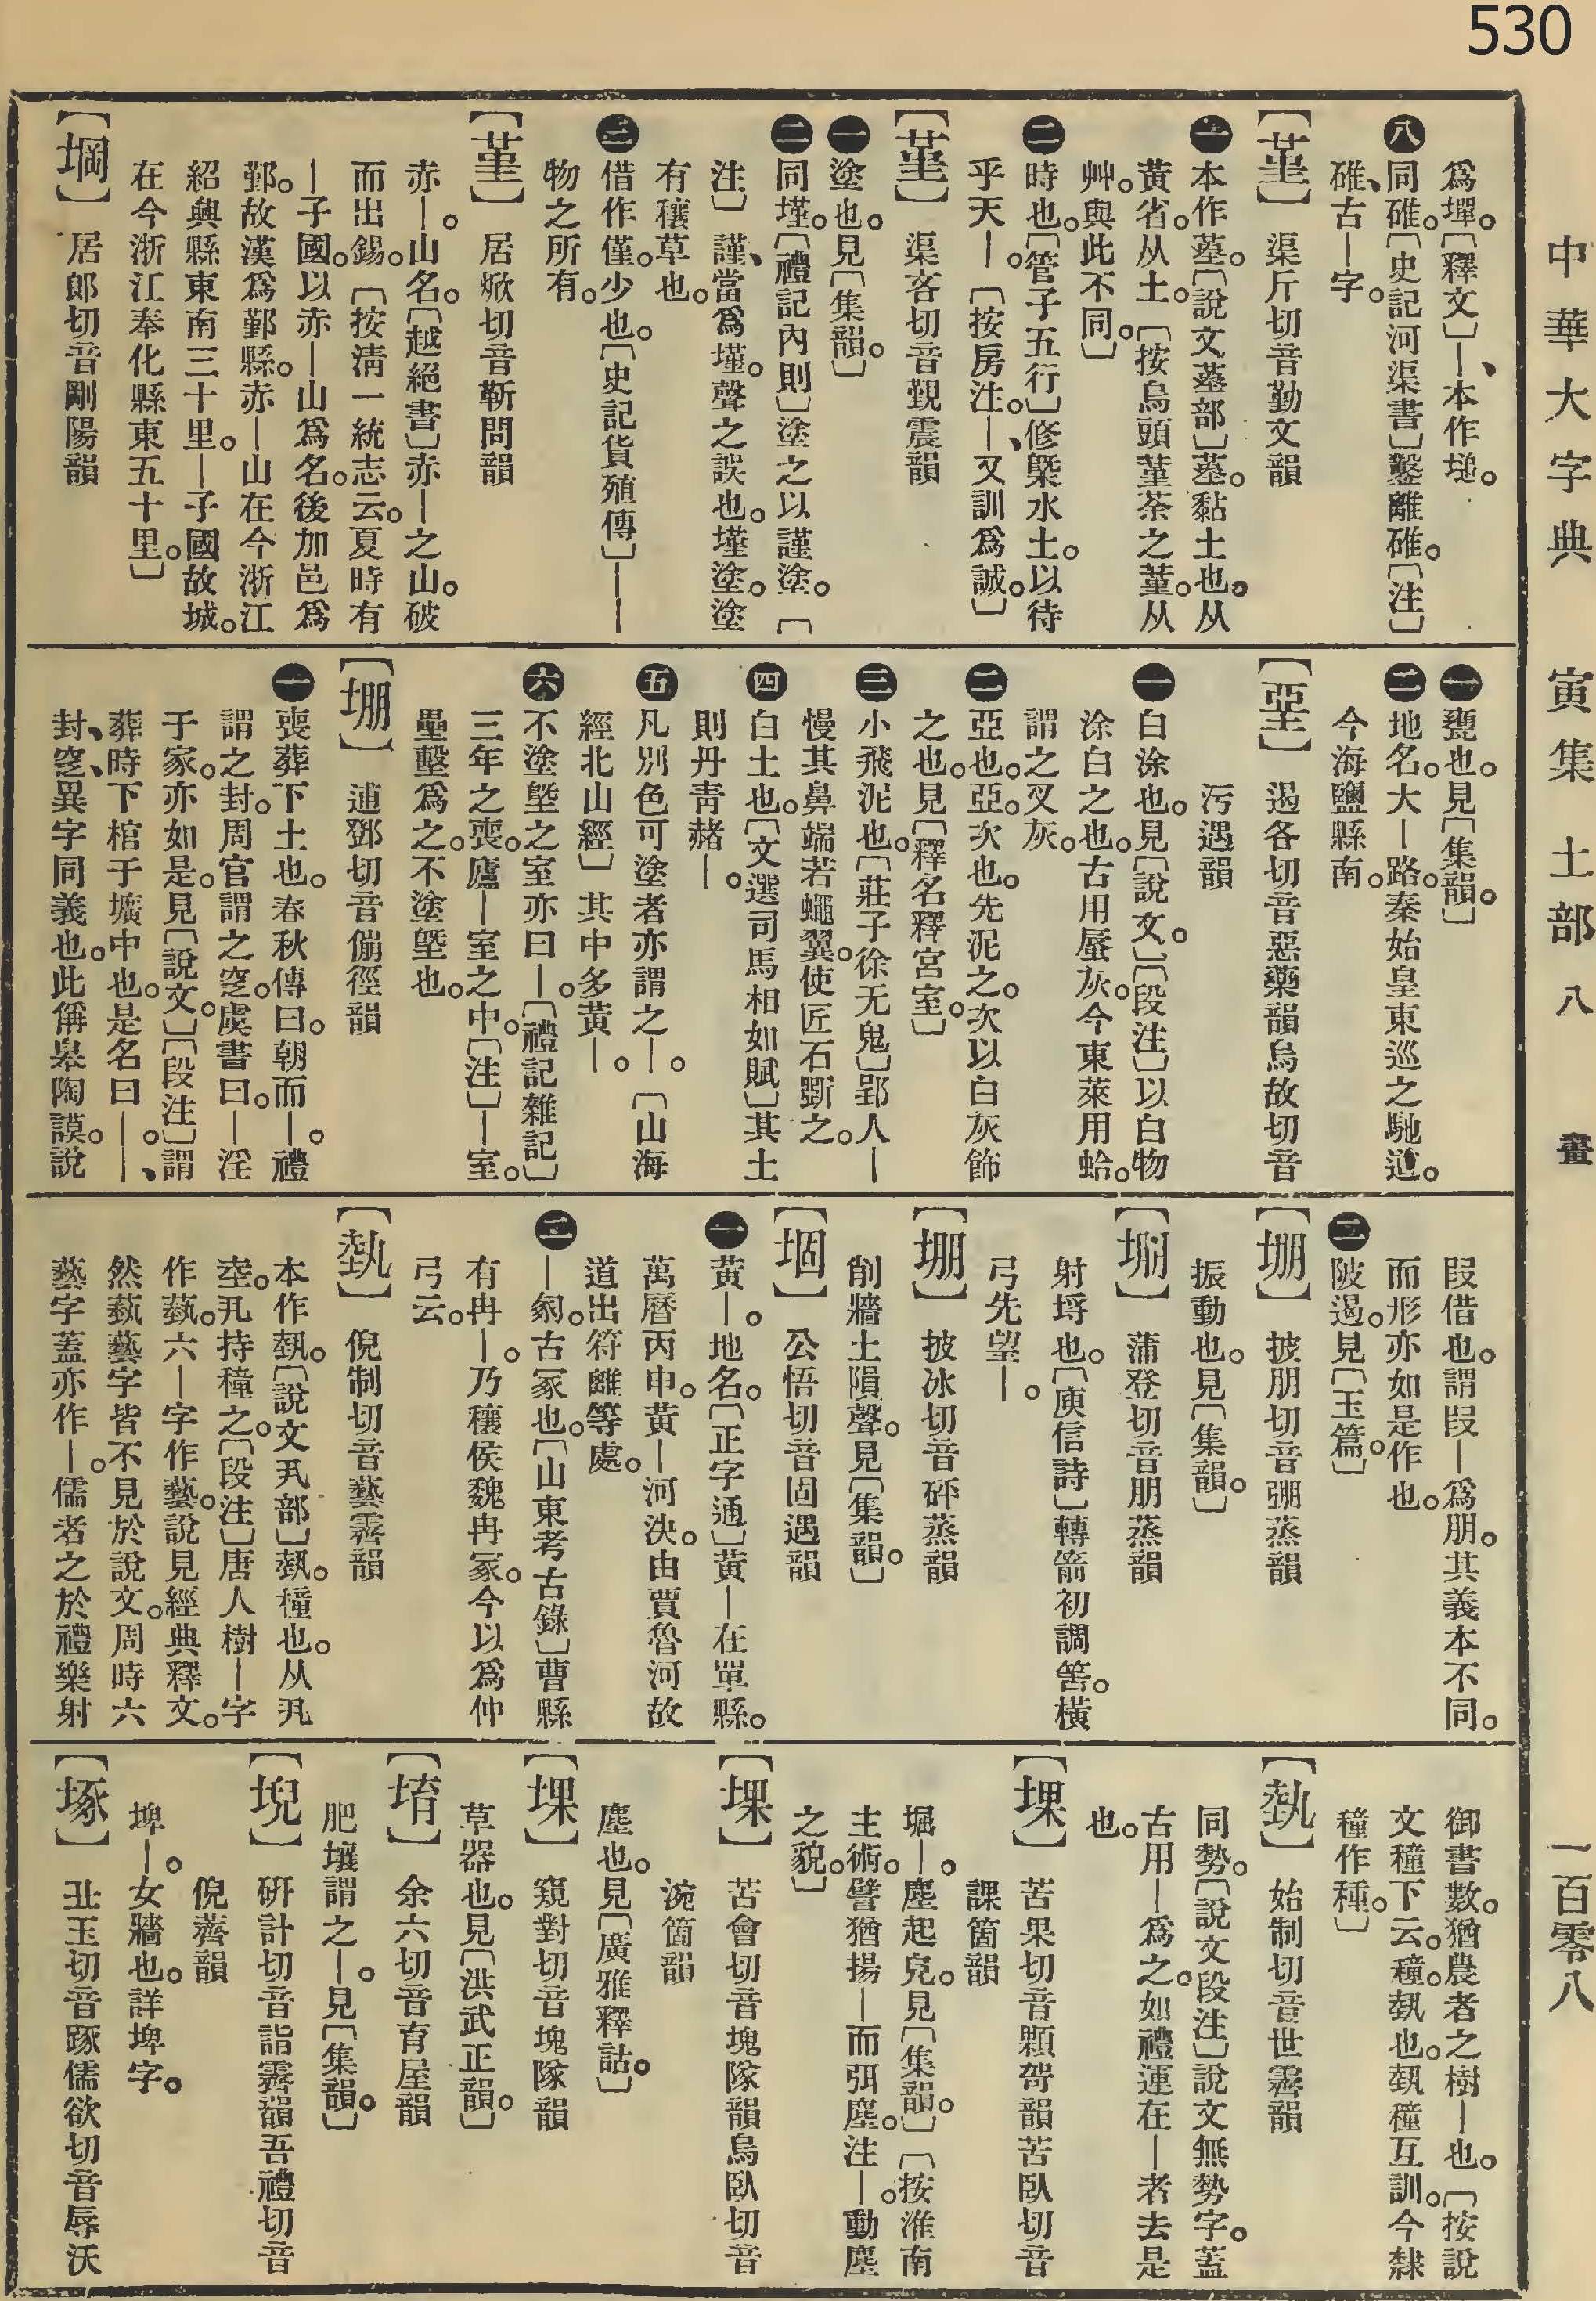 530
中華大字典　寅集　土部　八　畫　一百零八
爲墠。〔釋文〕—、本作墭。
八同碓。〔史記河渠書〕鑿離碓。〔注〕
碓、古—字。
〔堇〕渠斤切音勤文韻
一本作墓。〔說文堇部〕堇。黏土也。从
黃省。从土。〔按烏頭堇荼之堇。从
艸。與此不同。〕
二時也。〔管子五行〕修槩水土。以待
乎天—。〔按房注。—、又訓爲誠。〕
〔堇〕渠吝切音覲震韻
一塗也。見〔集韻。〕
二同墐。〔禮記內則〕塗之以謹塗。〔
注〕謹、當爲墐。聲之誤也。墐塗。塗
有穰草也。
三借作僅。少也。〔史記貨殖傳〕——
物之所有。
〔堇〕居焮切音靳問韻
赤—。山名。〔越絕書〕赤—之山。破
而出錫。〔按淸一統志云。夏時有
—子國。以赤—山爲名。後加邑爲
鄞。故漢爲鄞縣。赤—山在今浙江
紹興縣東南三十里。—子國故城。
在今浙江奉化縣東五十里。〕
〔堈〕居郎切音剛陽韻
一甕也。見〔集韻。〕
二地名。大—路。秦始皇東巡之馳道。
今海鹽縣南。
〔堊〕遏各切音惡藥韻烏故切音
污遇韻
一白涂也。見〔說文。〕〔段注〕以白物
涂白之也。古用蜃灰。今東萊用蛤。
謂之叉灰。
二亞也。亞。次也。先泥之。次以白灰飾
之也。見〔釋名釋宮室。〕
三小飛泥也。〔莊子徐无鬼〕郢人—
慢其鼻端若蠅翼。使匠石斲之。
四白土也。〔文選司馬相如賦〕其土
則丹靑赭—。
五凡別色可塗者亦謂之—。〔山海
經北山經〕其中多黃—。
六不塗墍之室亦曰—。〔禮記雜記〕
三年之喪。廬—室之中。〔注〕—室。
壘墼爲之。不塗墍也。
〔堋〕逋鄧切音倗徑韻
一喪葬下土也。春秋傳曰。朝而—。禮
謂之封。周官謂之窆。虞書曰。—淫
于家。亦如是。見〔說文。〕〔段注〕謂
葬時下棺于壙中也。是名曰—。—、
封、窆、異字同義也。此偁皋陶謨。說
叚借也。謂叚—爲朋。其義本不同。
而形亦如是作也。
二陂遏。見〔玉篇。〕
〔堋〕披朋切音弸蒸韻
振動也。見〔集韻。〕
〔堋〕蒲登切音朋蒸韻
射埒也。〔庾信詩〕轉箭初調筈。橫
弓先望—。
〔堋〕披冰切音砯蒸韻
削牆土隕聲。見〔集韻。〕
〔堌〕公悟切音固遇韻
一黃—。地名。〔正字通〕黃—在單縣。
萬曆丙申。黃—河決。由賈魯河故
道出符離等處。
二—。古冢也。〔山東考古錄〕曹縣
有冉—。乃穰侯魏冉冢。今以爲仲
弓云。
〔埶〕倪制切音藝霽韻
本作埶。〔說文丮部〕埶。種也。从丮
坴。丮持種之。〔段注〕唐人樹—字
作蓺。六—字作藝。說見經典釋文。
然蓺藝字皆不見於說文。周時六
藝字蓋亦作—。儒者之於禮樂射
御書數。猶農者之樹—也。〔按說
文種下云。種。埶也。埶種互訓。今隸
種作種。〕
〔埶〕始制切音世霽韻
同勢。〔說文段注〕說文無勢字。蓋
古用—爲之。如禮運在—者去是
也。
〔堁〕苦果切音顆哿韻苦臥切音
課箇韻
堀—。塵起皃。見〔集韻。〕〔按淮南
主術。譬猶揚—而弭塵。注。—。動塵
之貌。〕
〔堁〕苦會切音塊隊韻烏臥切音
涴箇韻
塵也。見〔廣雅釋詁。〕
〔堁〕窺對切音塊隊韻
草器也。見〔洪武正韻。〕
〔堉〕余六切音育屋韻
肥壤謂之—。見〔集韻。〕
〔堄〕硏計切音詣霽韻吾禮切音
倪薺韻
埤—。女牆也。詳埤字。
〔㙇〕丑玉切音瘃儒欲切音辱沃